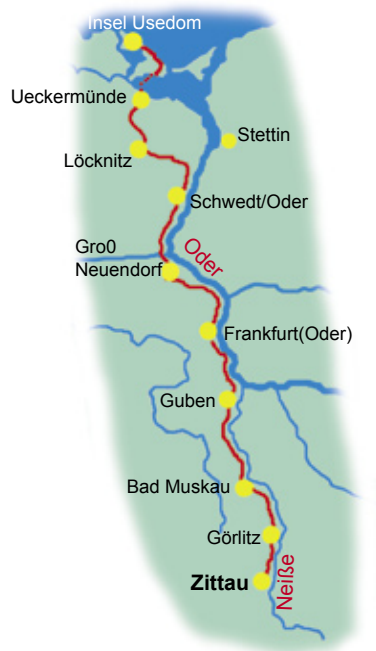 Insel Usedom
Ueckermünde
Stettin
Löcknitz
Schwedt/Oder
Gro0
Neuendorf
Oder
Frankfurt(Oder)
Guben
Bad Muskau
Görlitz
Zittau
Neiße